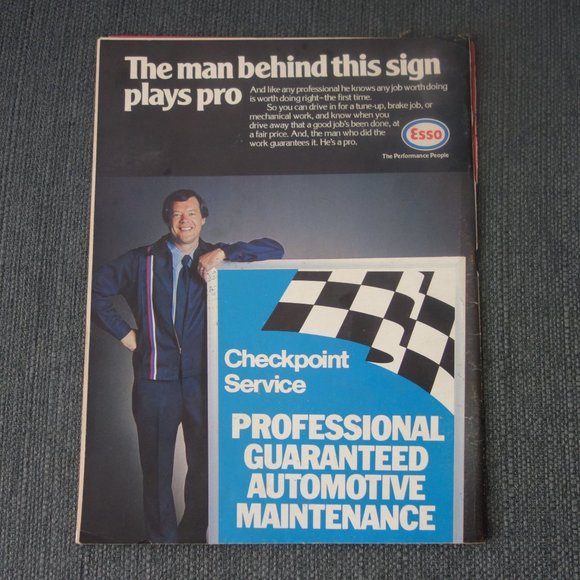 The man behind this sign
plays pro
And like any professional he knows any job worth doing
is worth doing right—the first time.
So you can drive in for a tune-up, brake job, or
mechanical work, and know when you
drive away that a good job's been done, at
a fair price. And, the man who did the
work guarantees it. He's a pro.
Esso
The Performance People
Checkpoint
Service
PROFESSIONAL
GUARANTEED
AUTOMOTIVE
MAINTENANCE